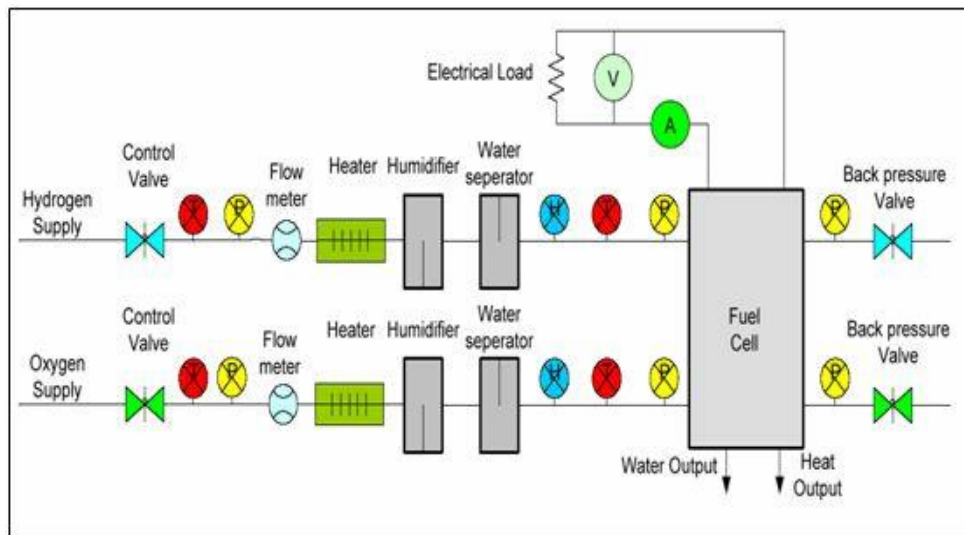 Electrical Load
V
A
Control
Valve
Flow
meter
Heater
Humidifier
Water
seperator
Back pressure
Valve
Hydrogen
Supply
T
P
H
T
P
P
Control
Valve
Flow
meter
Heater
Humidifier
Water
seperator
Fuel
Cell
Back pressure
Valve
Oxygen
Supply
T
P
H
T
P
P
Water Output
Heat
Output